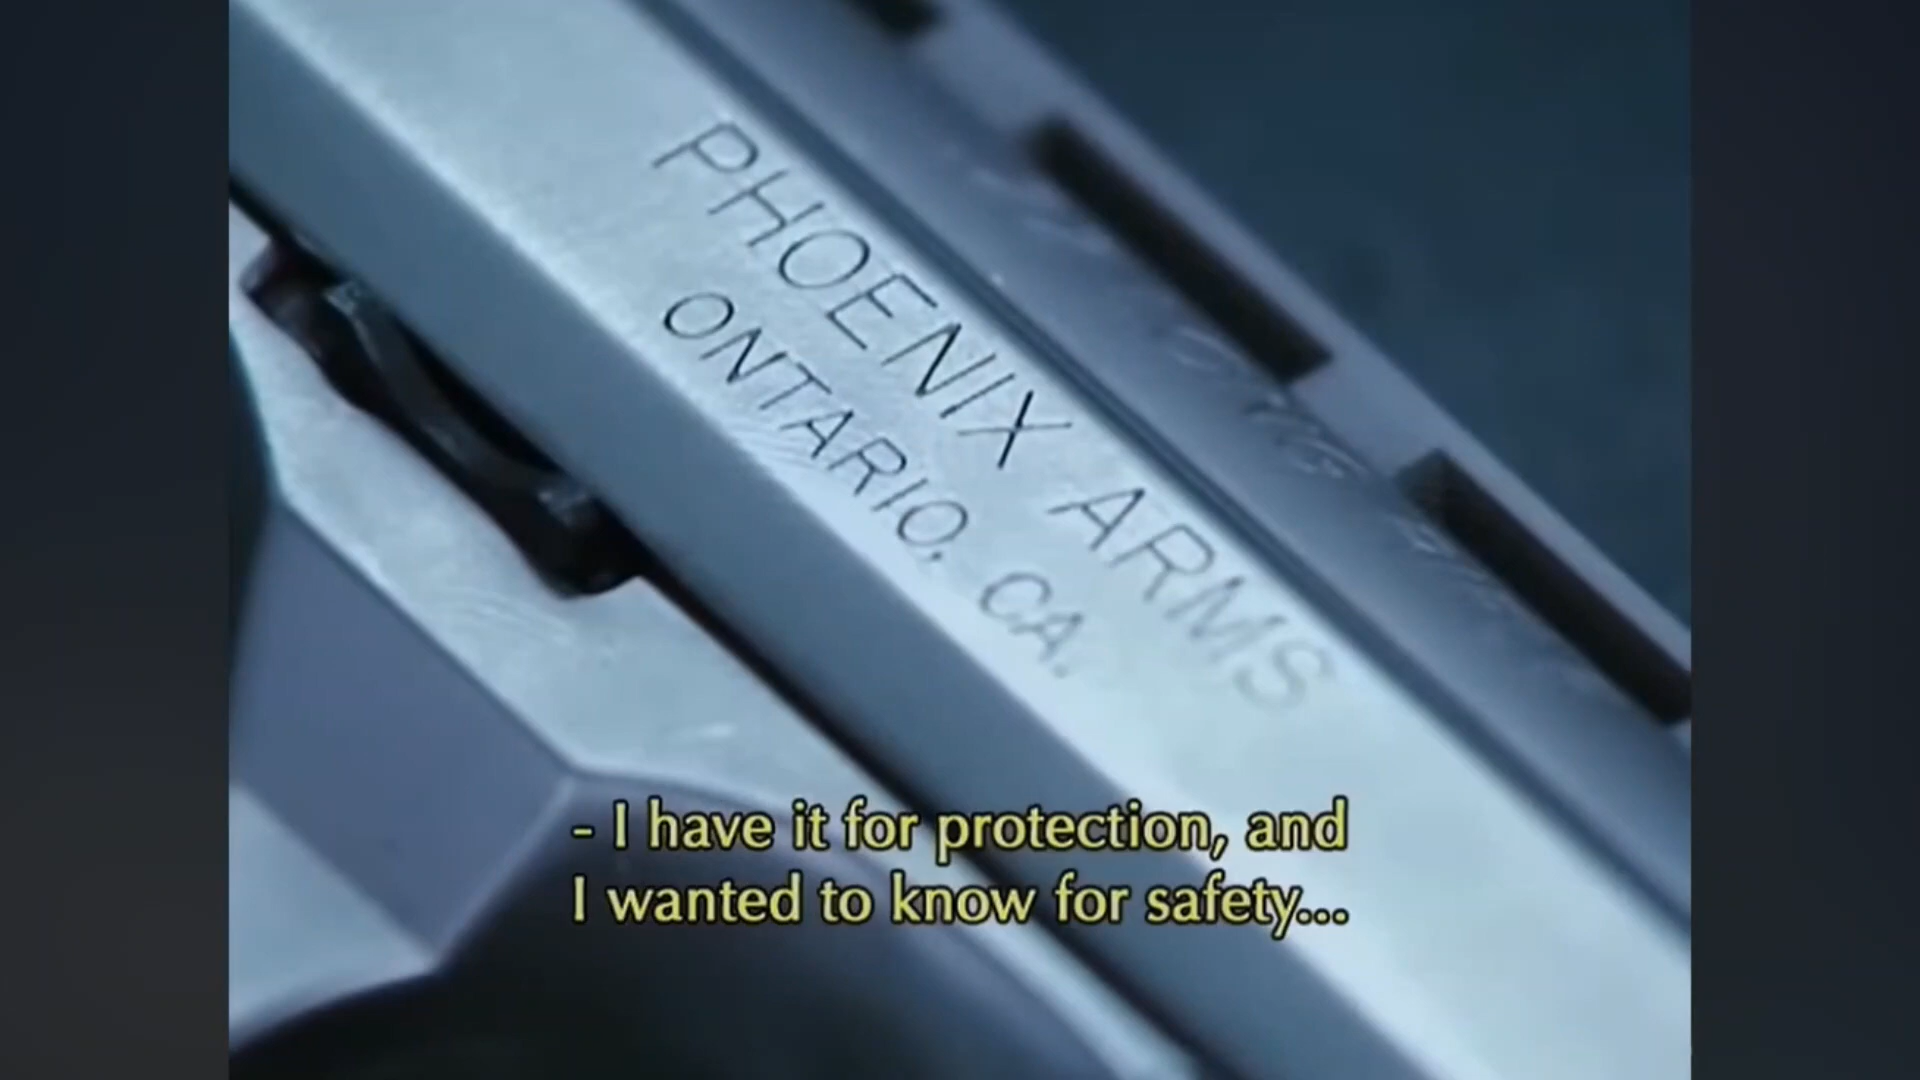 PHOENIX ARMS
ONTARIO, CA.
- I have it for protection, and
I wanted to know for safety...